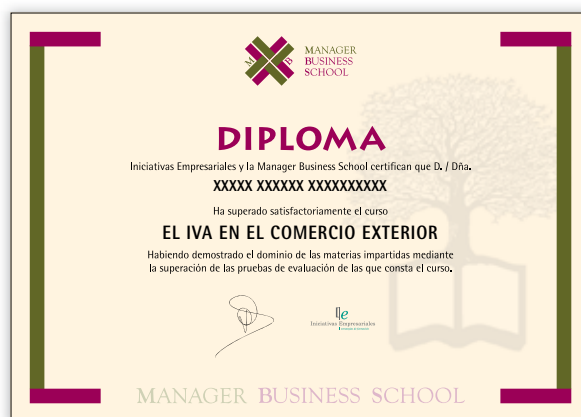 M B
MANAGER
BUSINESS
SCHOOL
DIPLOMA
Iniciativas Empresariales y la Manager Business School certifican que D. / Dña.
XXXXX XXXXXX XXXXXXXXXX
Ha superado satisfactoriamente el curso
EL IVA EN EL COMERCIO EXTERIOR
Habiendo demostrado el dominio de las materias impartidas mediante
la superación de las pruebas de evaluación de las que consta el curso.
Iniciativas Empresariales
MANAGER BUSINESS SCHOOL